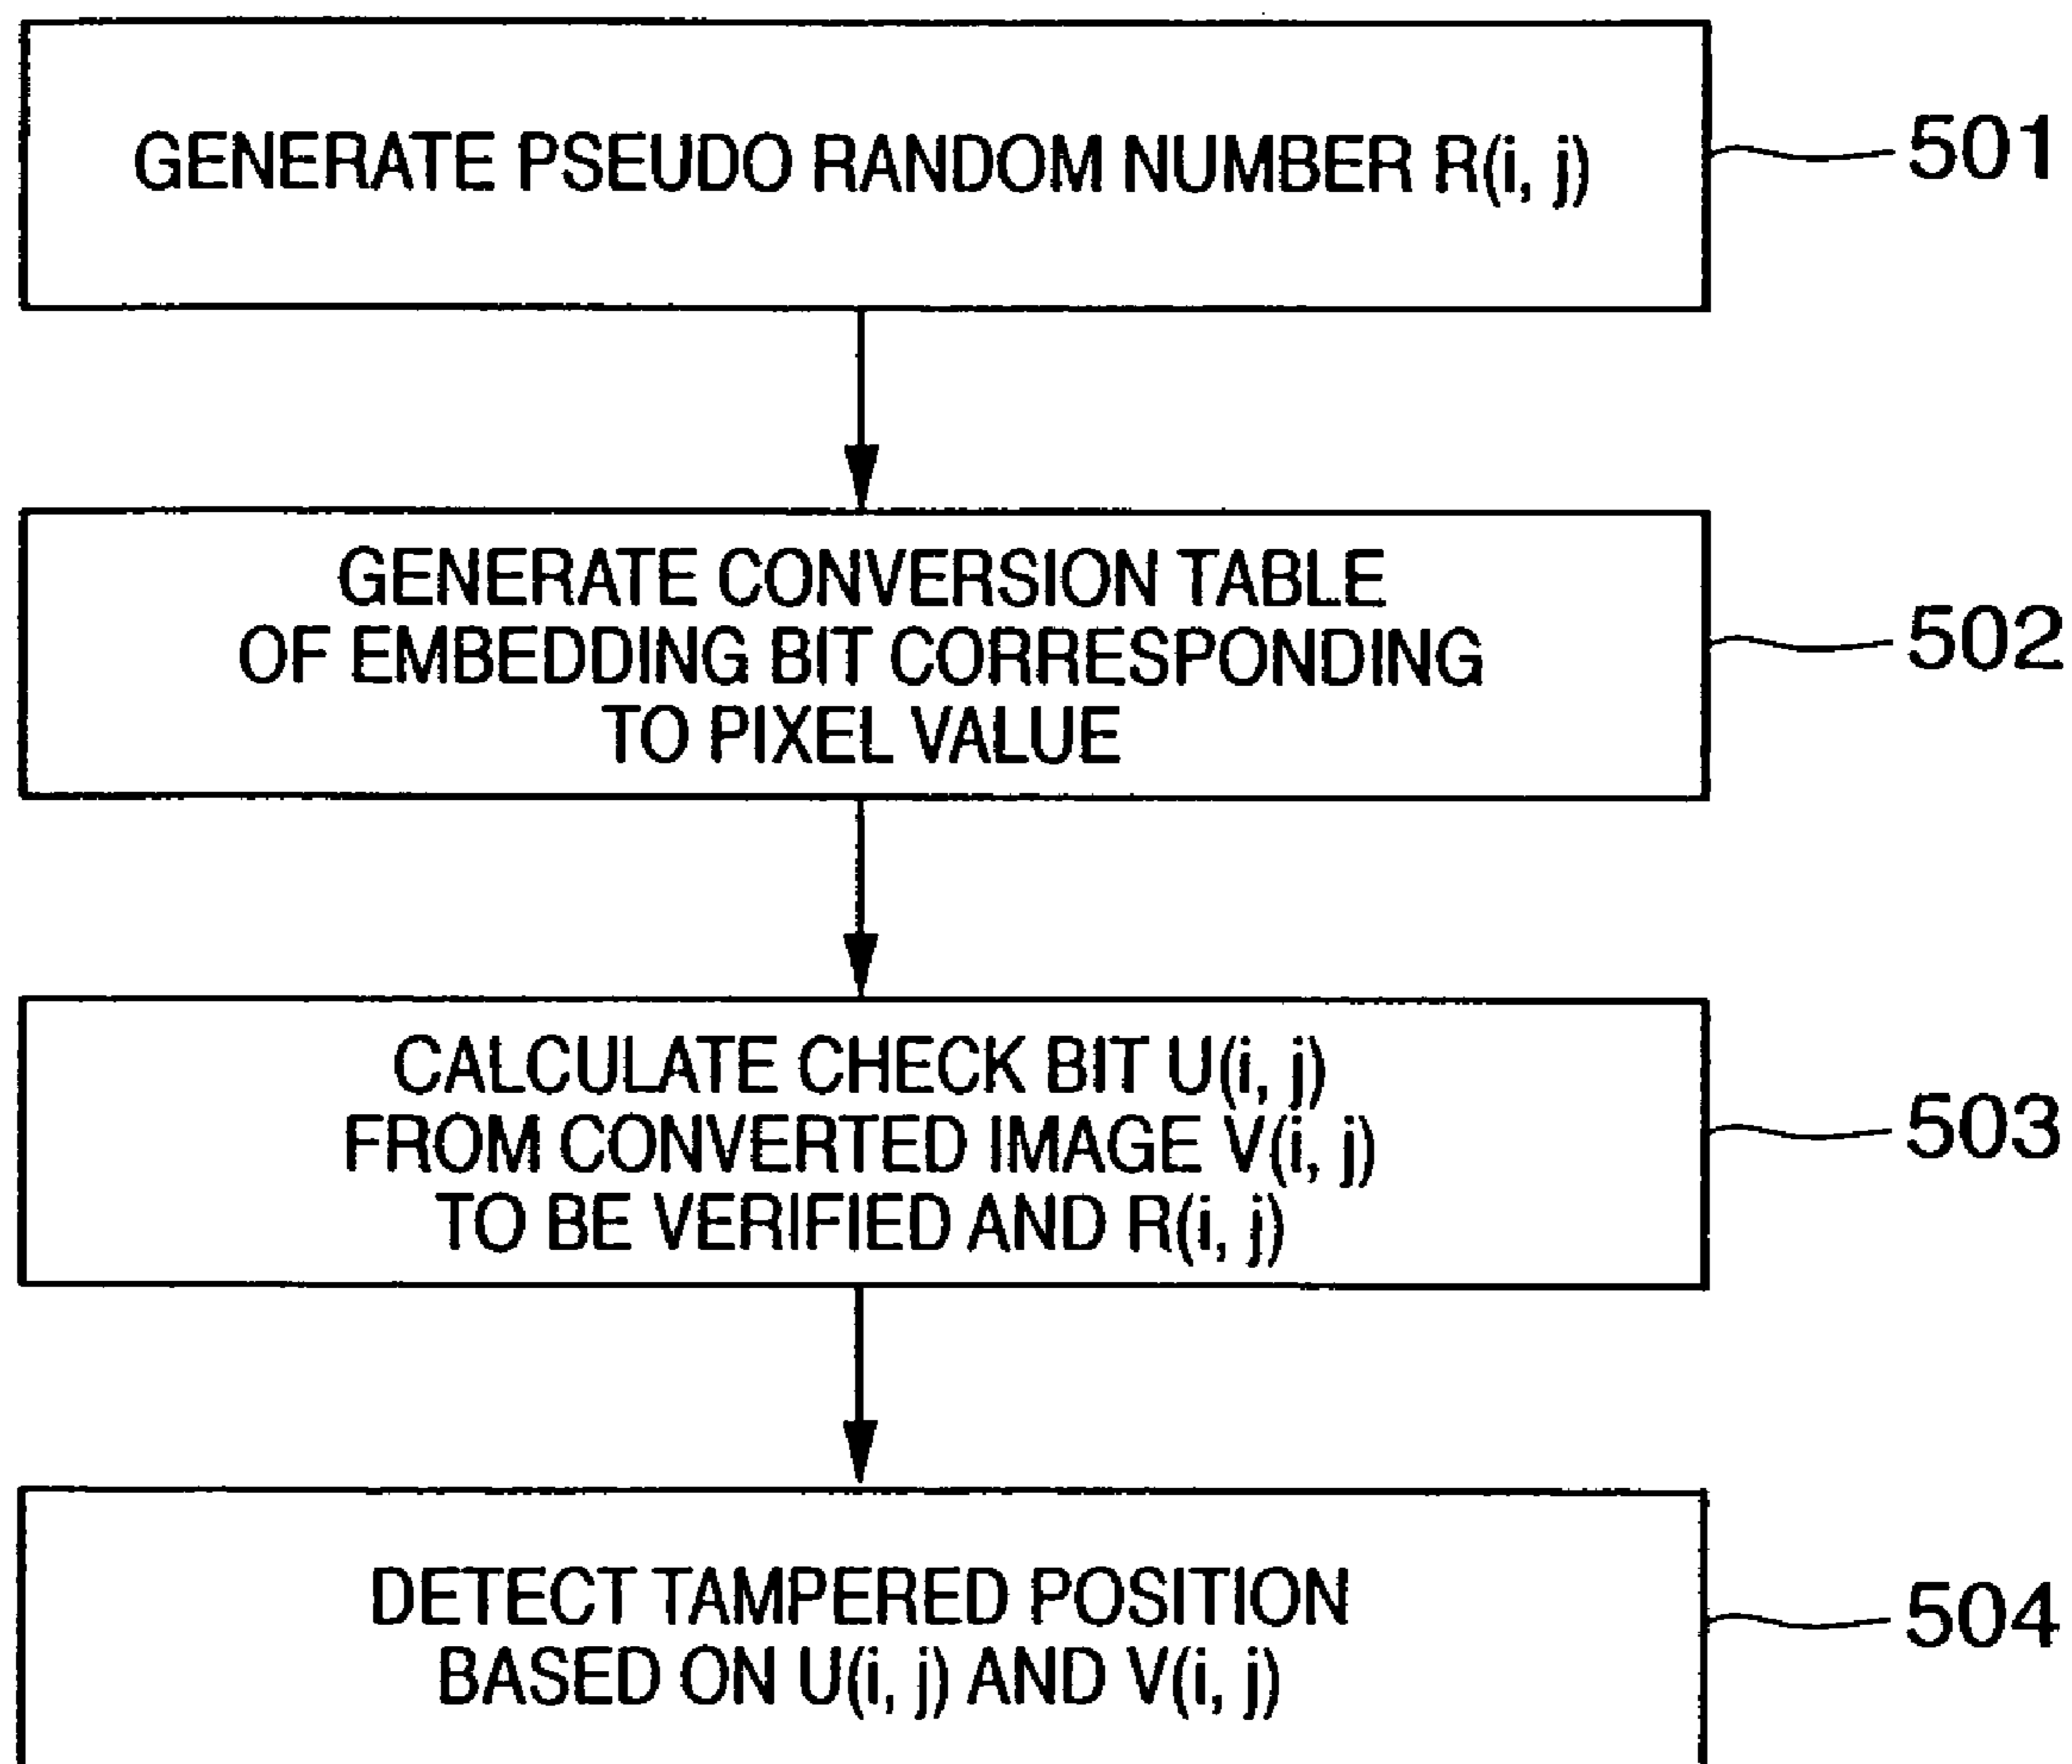 GENERATE PSEUDO RANDOM NUMBER R(i, j)
501
GENERATE CONVERSION TABLE
OF EMBEDDING BIT CORRESPONDING
TO PIXEL VALUE
502
CALCULATE CHECK BIT U(i, j)
FROM CONVERTED IMAGE V(i, j)
TO BE VERIFIED AND R(i, j)
503
DETECT TAMPERED POSITION
BASED ON U(i, j) AND V(i, j)
504